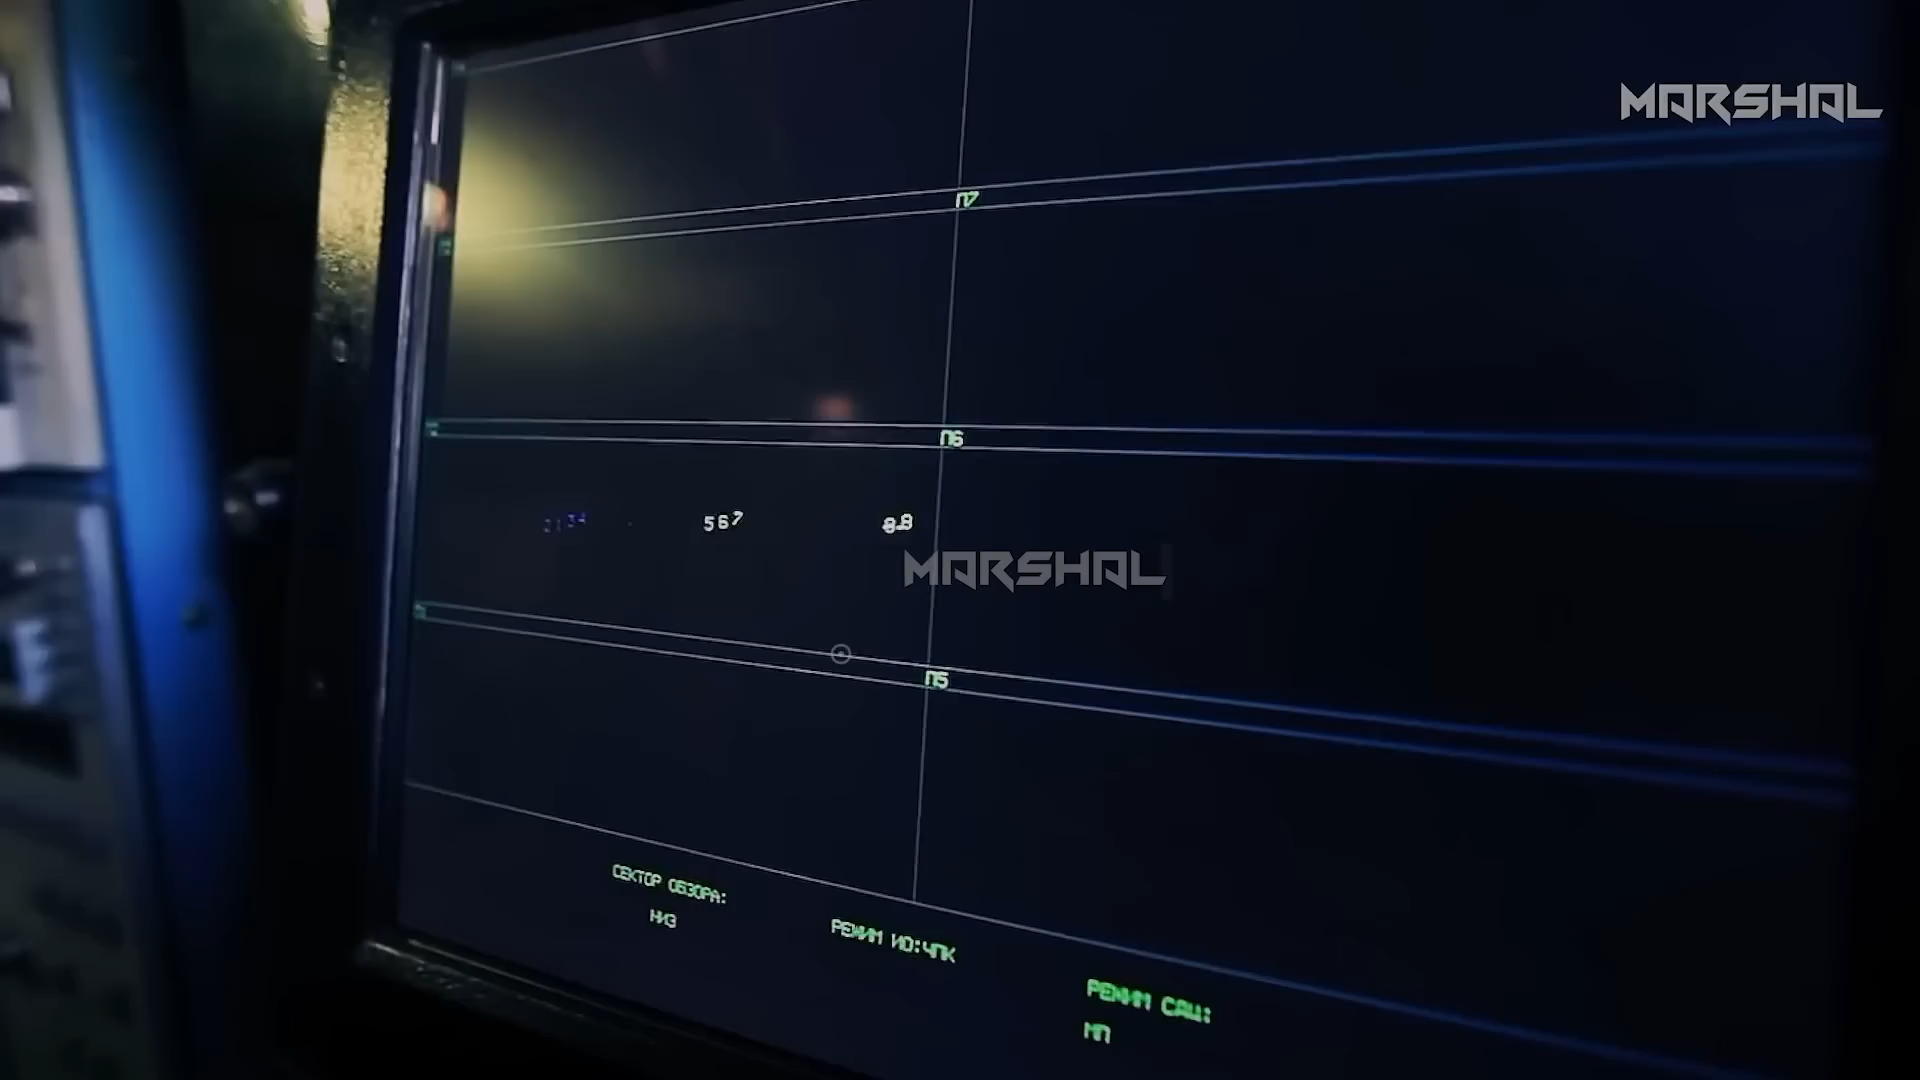 MARSHAL
П7
П6
567
8.8
MARSHAL
П5
СЕКТОР ОБЗОРА:
НИЗ
РЕЖИМ ИО:ЧПК
РЕЖИМ САЦ:
МП